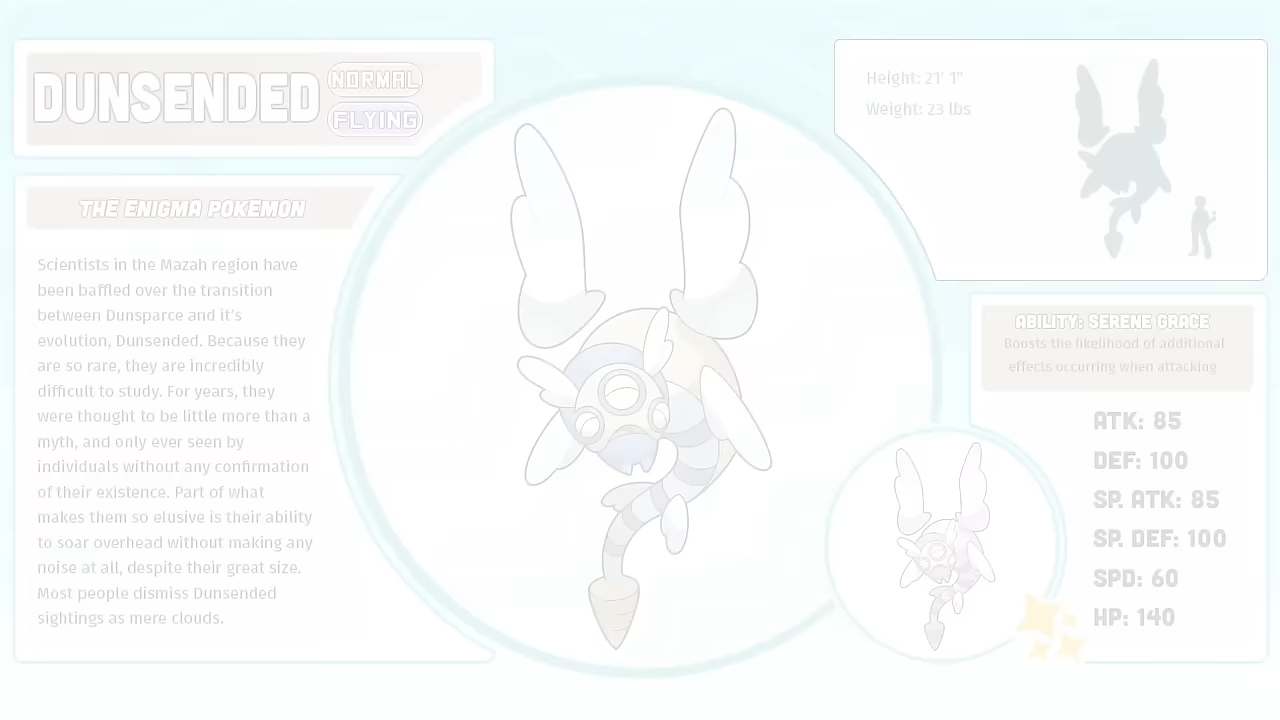 DUNSENDED
NORMAL
FLYING
THE ENIGMA POKEMON
Scientists in the Mazah region have
been baffled over the transition
between Dunsparce and it's
evolution, Dunsended. Because they
are so rare, they are incredibly
difficult to study. For years, they
were thought to be little more than a
myth, and only ever seen by
individuals without any confirmation
of their existence. Part of what
makes them so elusive is their ability
to soar overhead without making any
noise at all, despite their great size.
Most people dismiss Dunsended
sightings as mere clouds.
Height: 21' 1"
Weight: 23 lbs
ABILITY: SERENE GRACE
Boosts the likelihood of additional
effects occurring when attacking
ATK: 85
DEF: 100
SP. ATK: 85
SP. DEF: 100
SPD: 60
HP: 140